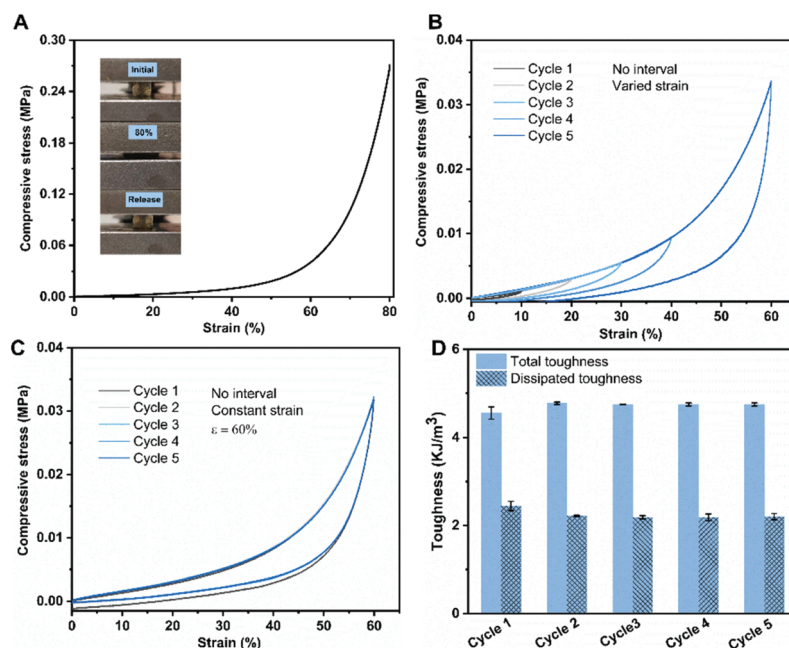 A
0.30
0.24
0.18
0.12
0.06
0.00
Compressive stress (MPa)
Initial
80%
Release
0
20
40
60
80
Strain (%)
B
0.04
0.03
0.02
0.01
0.00
Compressive stress (MPa)
Cycle 1
Cycle 2
Cycle 3
Cycle 4
Cycle 5
No interval
Varied strain
0
10
20
30
40
50
60
Strain (%)
C
0.04
0.03
0.02
0.01
0.00
Compressive stress (MPa)
Cycle 1
Cycle 2
Cycle 3
Cycle 4
Cycle 5
No interval
Constant strain
ε = 60%
0
10
20
30
40
50
60
Strain (%)
D
6
4
2
0
Toughness (KJ/m³)
Total toughness
Dissipated toughness
Cycle 1
Cycle 2
Cycle3
Cycle 4
Cycle 5